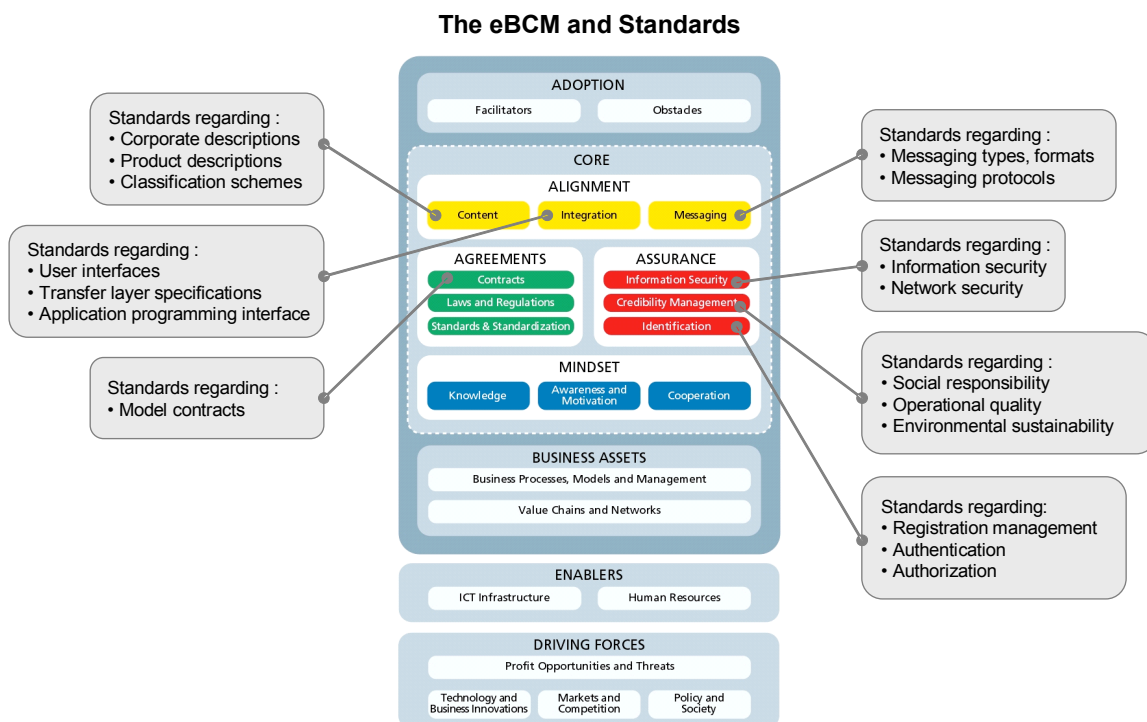 The eBCM and Standards
ADOPTION
Facilitators
Obstades
Standards regarding :
• Corporate descriptions
• Product descriptions
• Classification schemes
Standards regarding :
• Messaging types, formats
• Messaging protocols
CORE
ALIGNMENT
Content
Integration
Messaging
Standards regarding :
• User interfaces
• Transfer layer specifications
• Application programming interface
AGREEMENTS
Contracts
Laws and Regulations
Standards & Standardization
ASSURANCE
Information Security
Credibility Management
Identification
Standards regarding :
• Information security
• Network security
Standards regarding :
• Model contracts
MINDSET
Knowledge
Awareness and
Motivation
Cooperation
Standards regarding :
• Social responsibility
• Operational quality
• Environmental sustainability
BUSINESS ASSETS
Business Processes, Models and Management
Value Chains and Networks
Standards regarding:
• Registration management
• Authentication
• Authorization
ENABLERS
ICT Infrastructure
Human Resources
DRIVING FORCES
Profit Opportunities and Threats
Technology and
Business Innovations
Markets and
Competition
Policy and
Society